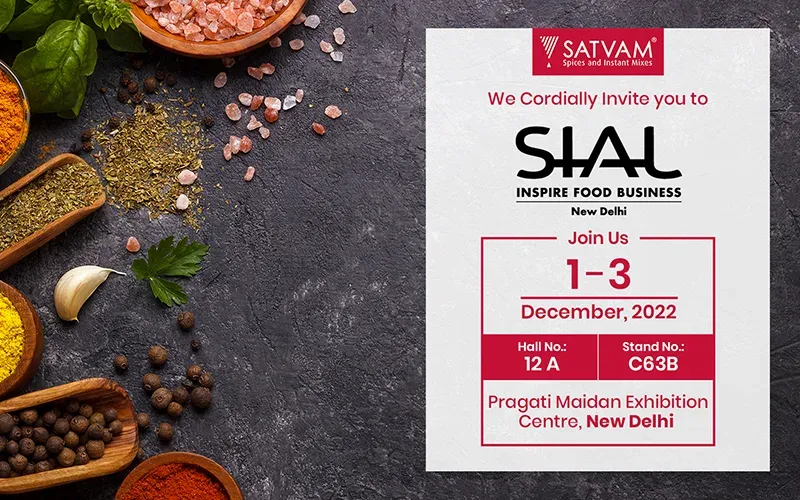 SATVAM®
Spices and Instant Mixes
We Cordially Invite you to
SIAL
INSPIRE FOOD BUSINESS
New Delhi
Join Us
1-3
December, 2022
Hall No.:
12 A
Stand No.:
C63B
Pragati Maidan Exhibition
Centre, New Delhi